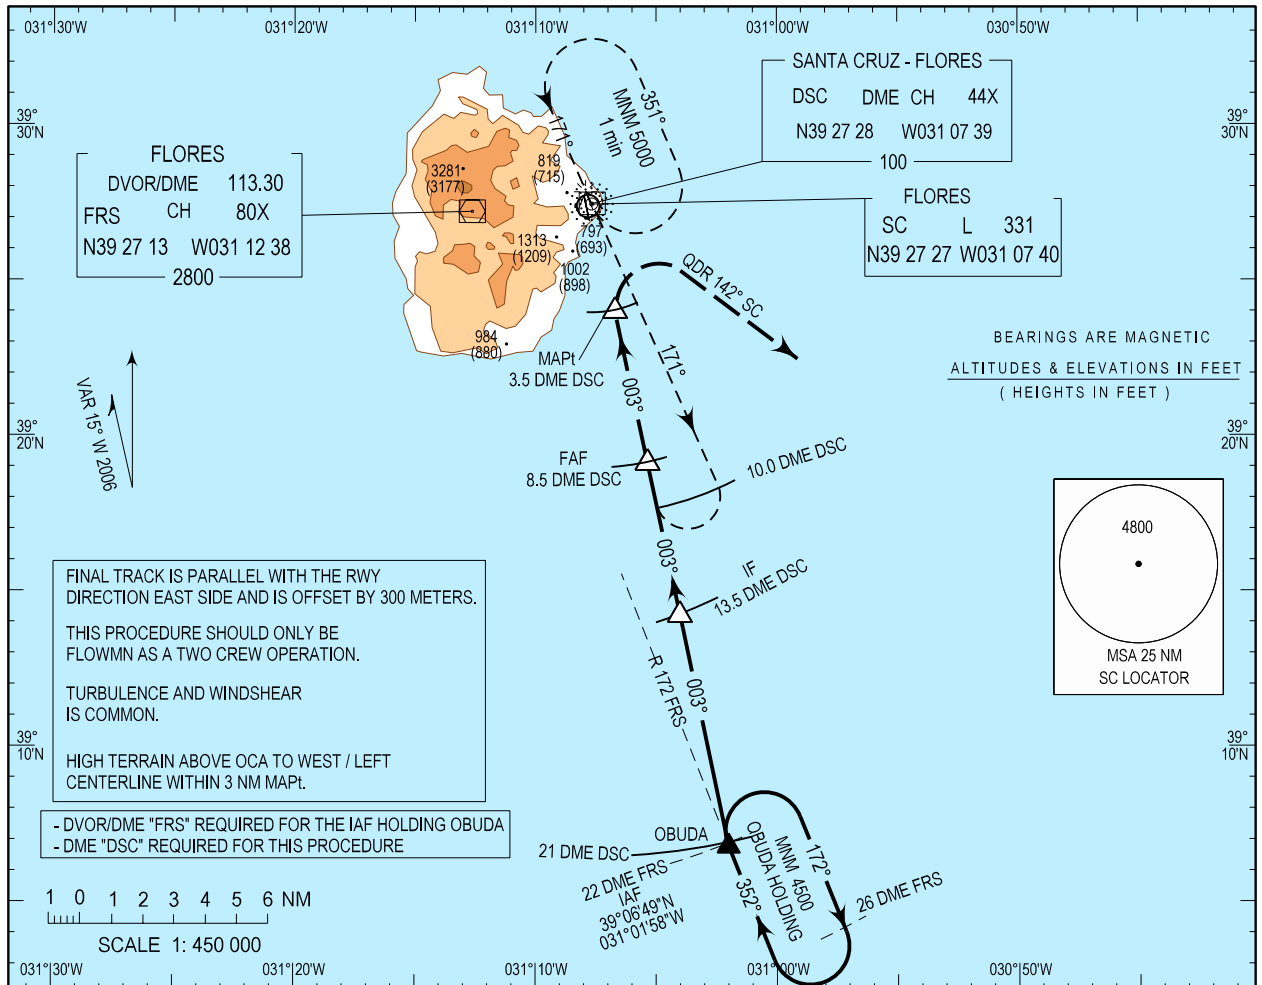 031°30'W
031°20'W
031°10'W
031°00'W
030°50'W
39°
30'N
39°
30'N
SANTA CRUZ - FLORES
DSC DME CH 44X
N39 27 28 W031 07 39
100
FLORES
DVOR/DME 113.30
FRS CH 80X
N39 27 13 W031 12 38
2800
FLORES
SC L 331
N39 27 27 W031 07 40
351°
MNM 5000
1 min
171°
3281
(3177)
819
(715)
797
(693)
1313
(1209)
1002
(898)
984
(880)
QDR 142° SC
MAPt
3.5 DME DSC
171°
003°
BEARINGS ARE MAGNETIC
ALTITUDES & ELEVATIONS IN FEET
( HEIGHTS IN FEET )
VAR 15° W 2006
39°
20'N
39°
20'N
FAF
8.5 DME DSC
10.0 DME DSC
003°
IF
13.5 DME DSC
4800
MSA 25 NM
SC LOCATOR
FINAL TRACK IS PARALLEL WITH THE RWY
DIRECTION EAST SIDE AND IS OFFSET BY 300 METERS.
THIS PROCEDURE SHOULD ONLY BE
FLOWMN AS A TWO CREW OPERATION.
TURBULENCE AND WINDSHEAR
IS COMMON.
HIGH TERRAIN ABOVE OCA TO WEST / LEFT
CENTERLINE WITHIN 3 NM MAPt.
R 172 FRS
003°
39°
10'N
39°
10'N
- DVOR/DME "FRS" REQUIRED FOR THE IAF HOLDING OBUDA
- DME "DSC" REQUIRED FOR THIS PROCEDURE
OBUDA
21 DME DSC
22 DME FRS
IAF
39°06'49"N
031°01'58"W
MNM 4500
OBUDA HOLDING
172°
352°
26 DME FRS
1 0 1 2 3 4 5 6 NM
SCALE 1: 450 000
031°30'W
031°20'W
031°10'W
031°00'W
030°50'W